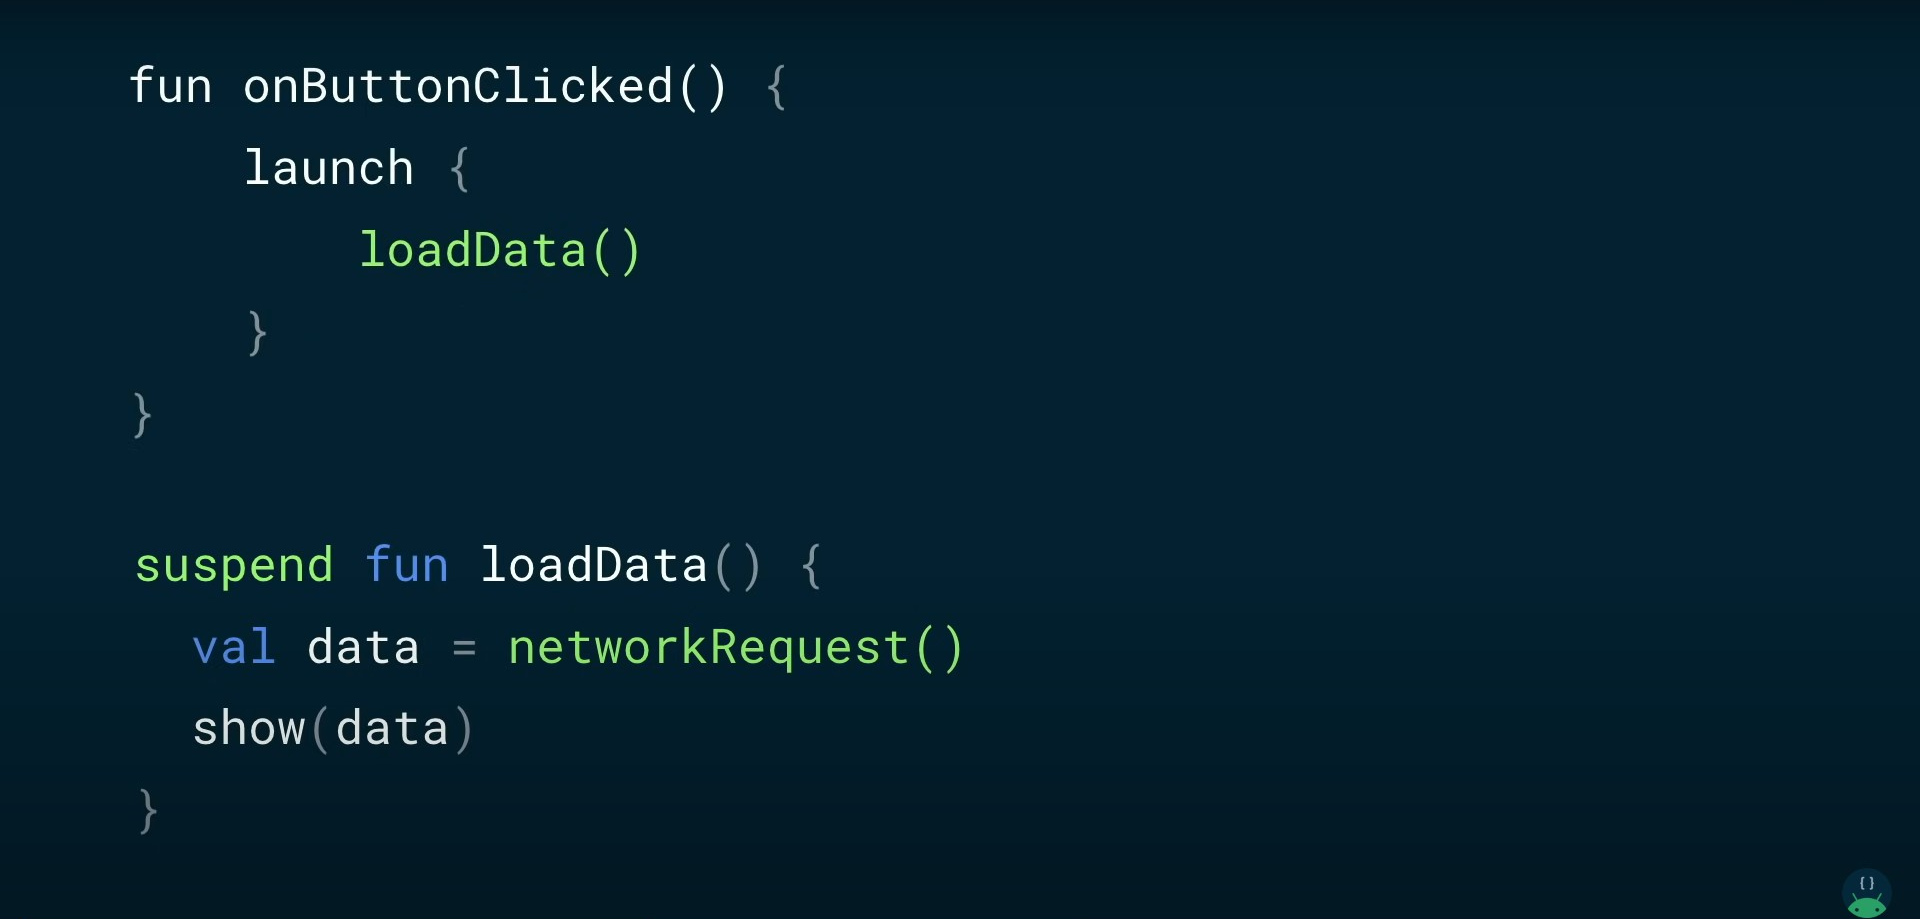 fun onButtonClicked() {
    launch {
        loadData()
    }
}

suspend fun loadData() {
  val data = networkRequest()
  show(data)
}
{ }